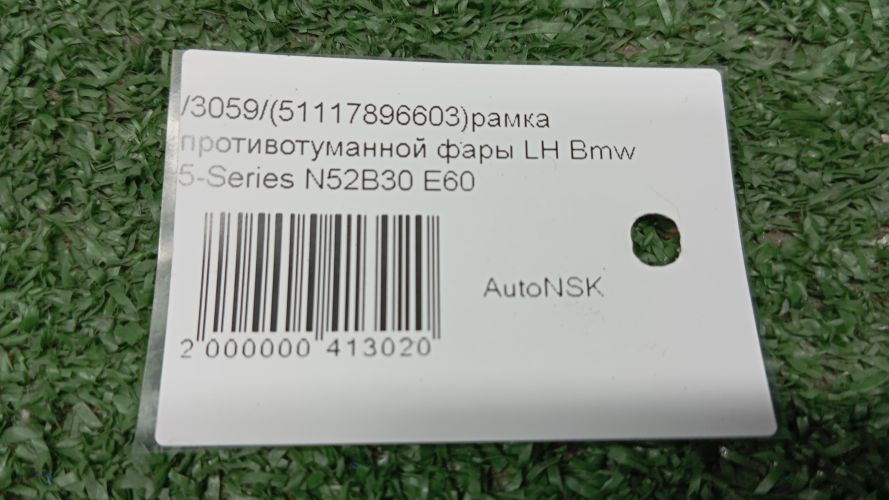 /3059/(51117896603)рамка
противотуманной фары LH Bmw
5-Series N52B30 E60
AutoNSK
2 000000 413020